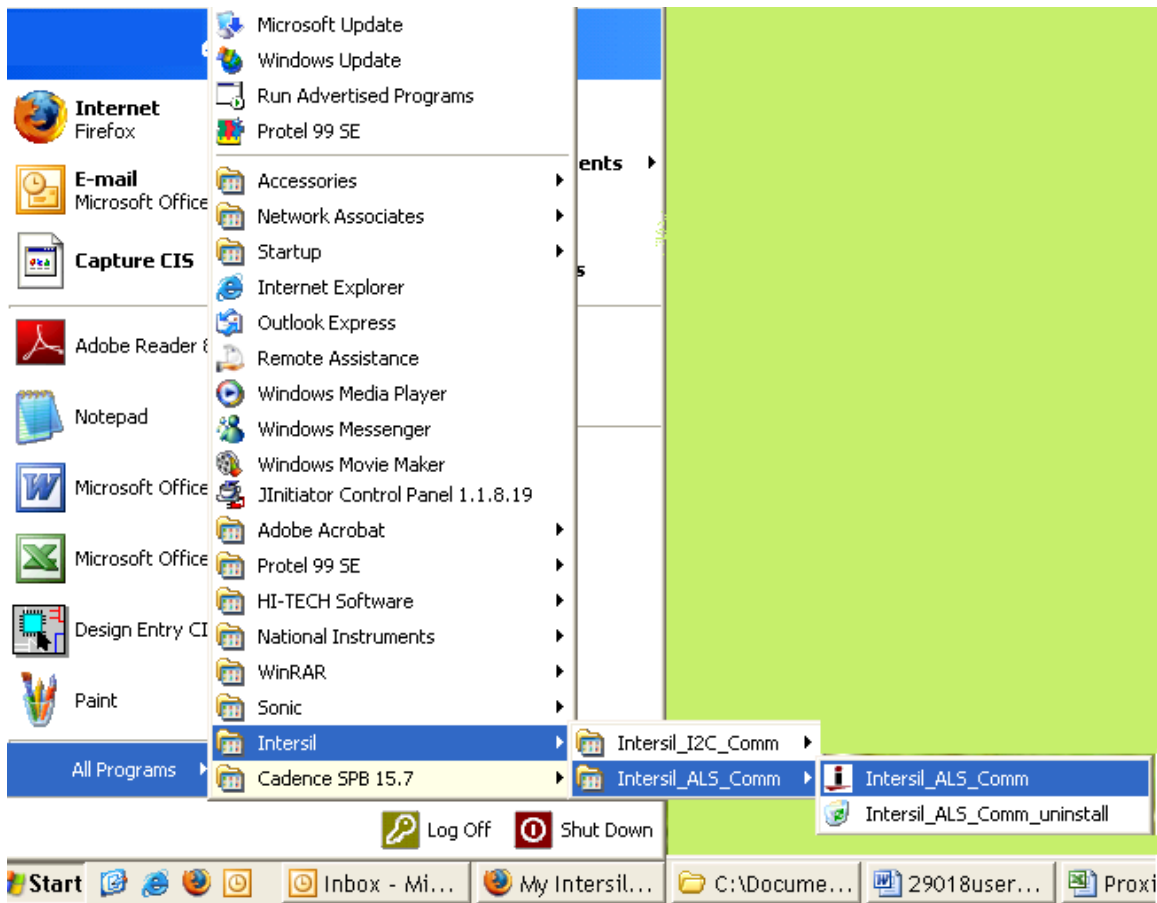 Internet
Firefox
E-mail
Microsoft Office
Capture CIS
Adobe Reader 8
Notepad
Microsoft Office
Microsoft Office
Design Entry CI
Paint
All Programs
Microsoft Update
Windows Update
Run Advertised Programs
Protel 99 SE
Accessories
Network Associates
Startup
Internet Explorer
Outlook Express
Remote Assistance
Windows Media Player
Windows Messenger
Windows Movie Maker
JInitiator Control Panel 1.1.8.19
Adobe Acrobat
Protel 99 SE
HI-TECH Software
National Instruments
WinRAR
Sonic
Intersil
Cadence SPB 15.7
ents
s
Intersil_I2C_Comm
Intersil_ALS_Comm
Intersil_ALS_Comm
Intersil_ALS_Comm_uninstall
Log Off
Shut Down
Start
Inbox - Mi...
My Intersil...
C:\Docume...
29018user...
Proxi